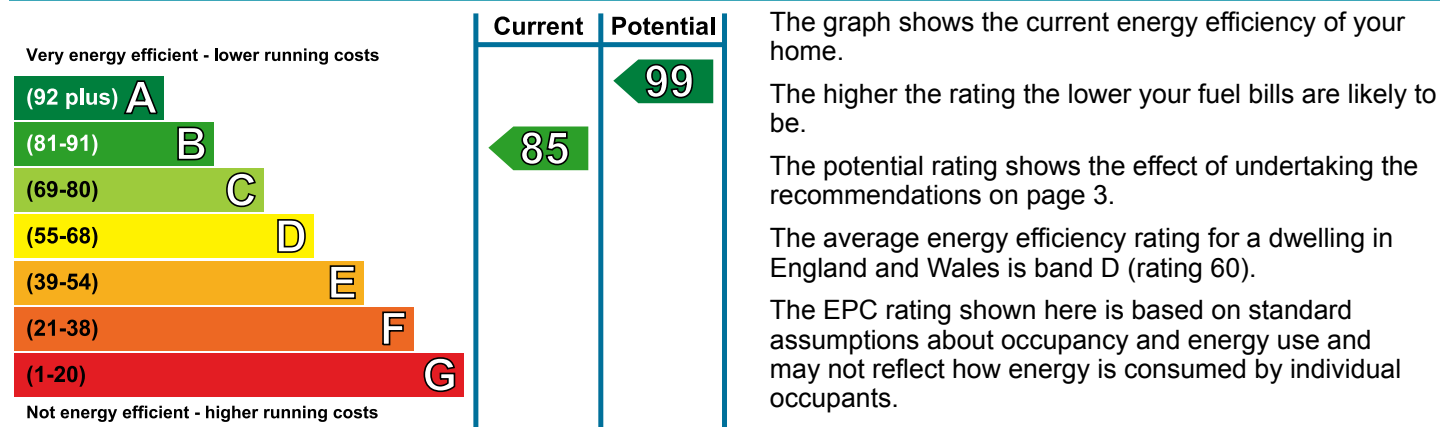 Current Potential
Very energy efficient - lower running costs
(92 plus) A
99
(81-91) B
85
(69-80) C
(55-68) D
(39-54) E
(21-38) F
(1-20) G
Not energy efficient - higher running costs
The graph shows the current energy efficiency of your
home.
The higher the rating the lower your fuel bills are likely to
be.
The potential rating shows the effect of undertaking the
recommendations on page 3.
The average energy efficiency rating for a dwelling in
England and Wales is band D (rating 60).
The EPC rating shown here is based on standard
assumptions about occupancy and energy use and
may not reflect how energy is consumed by individual
occupants.